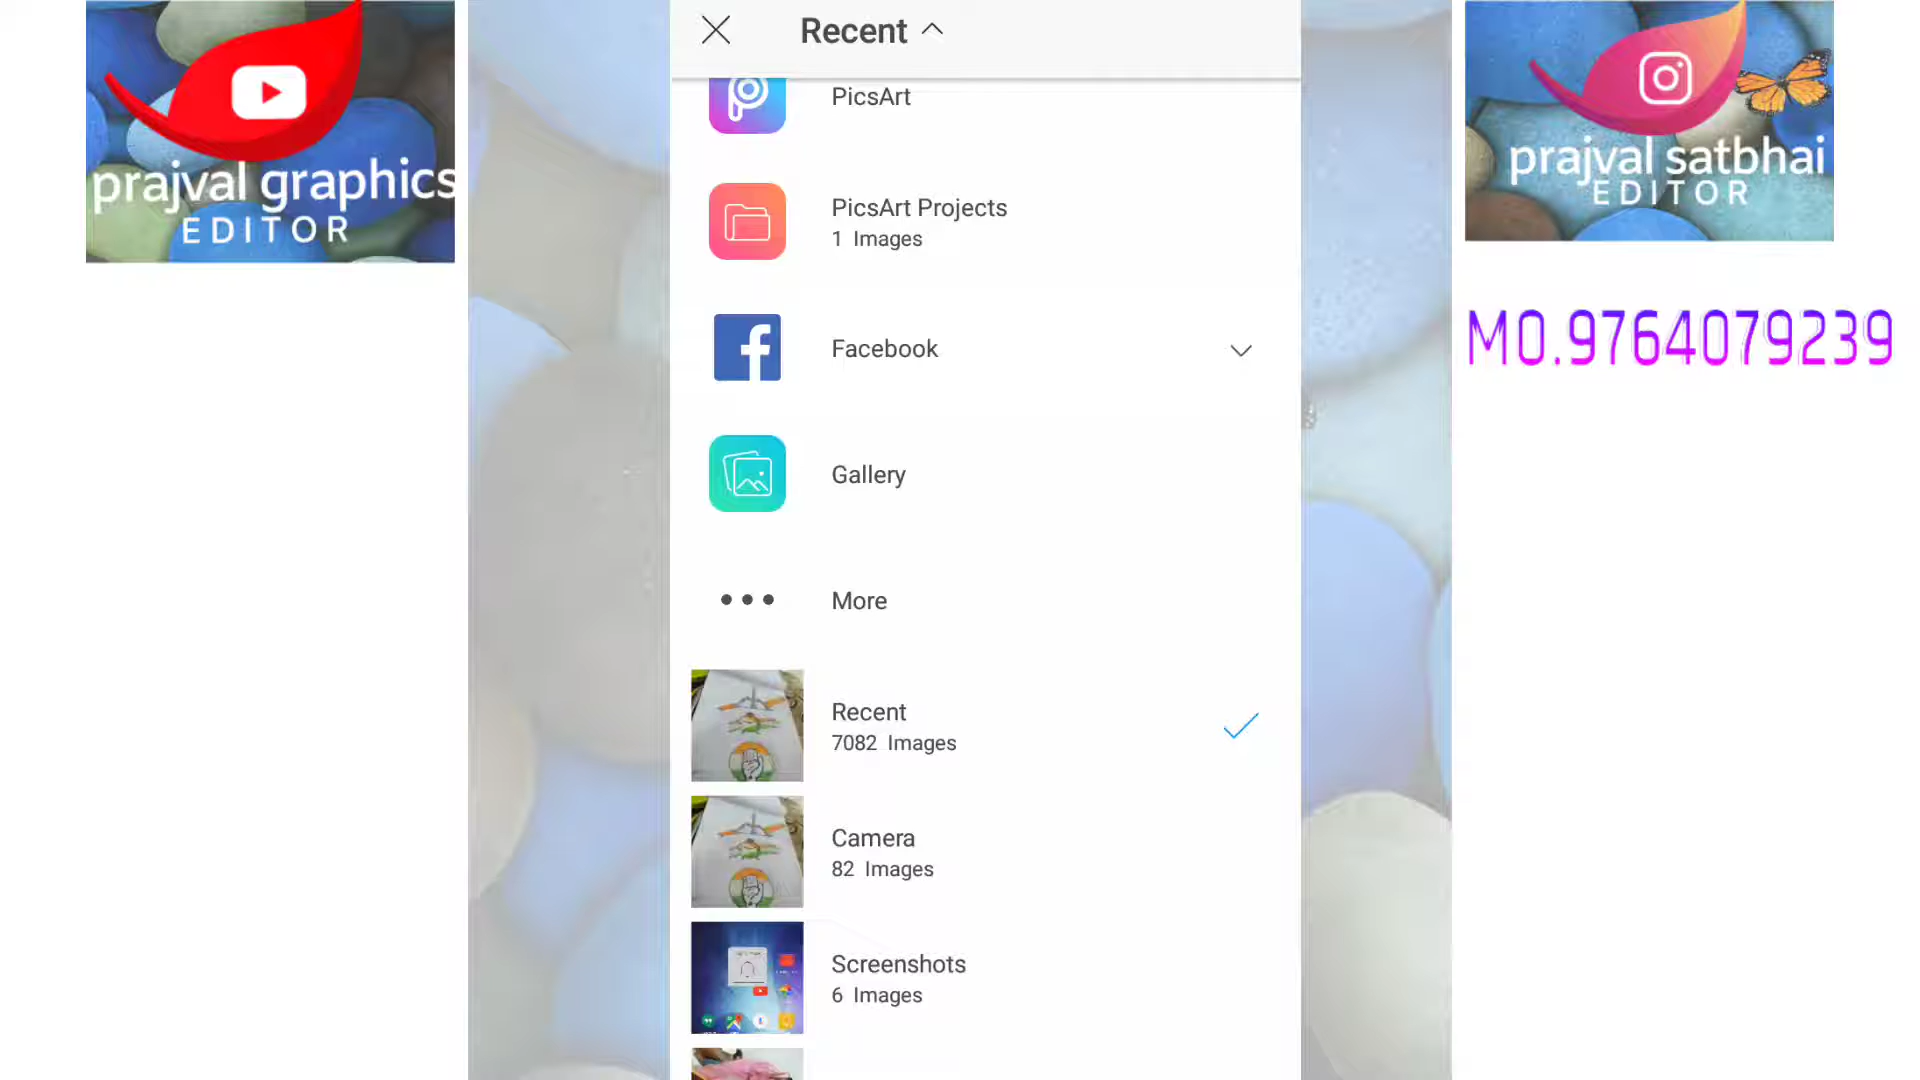 prajval graphics
EDITOR
Recent
PicsArt
PicsArt Projects
1 Images
Facebook
Gallery
More
Recent
7082 Images
Camera
82 Images
Screenshots
6 Images
prajval satbhai
EDITOR
MO.9764079239